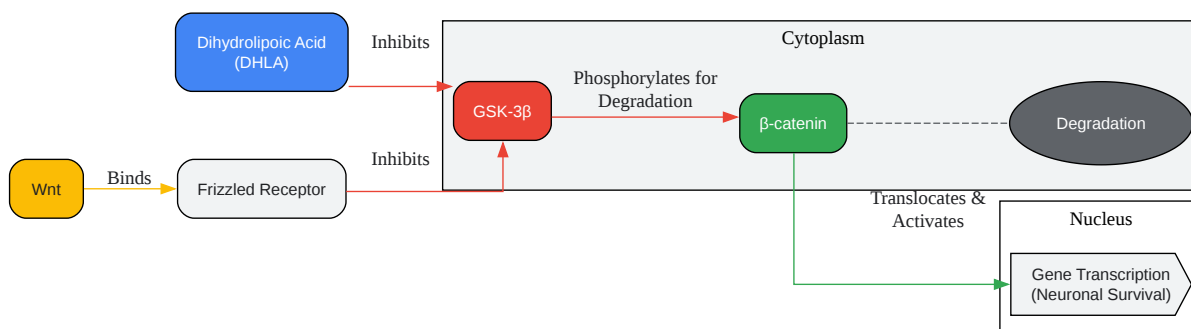 Cytoplasm
Dihydrolipoic Acid
(DHLA)
Inhibits
GSK-3β
Phosphorylates for
Degradation
β-catenin
Degradation
Wnt
Binds
Frizzled Receptor
Inhibits
Translocates &
Activates
Nucleus
Gene Transcription
(Neuronal Survival)